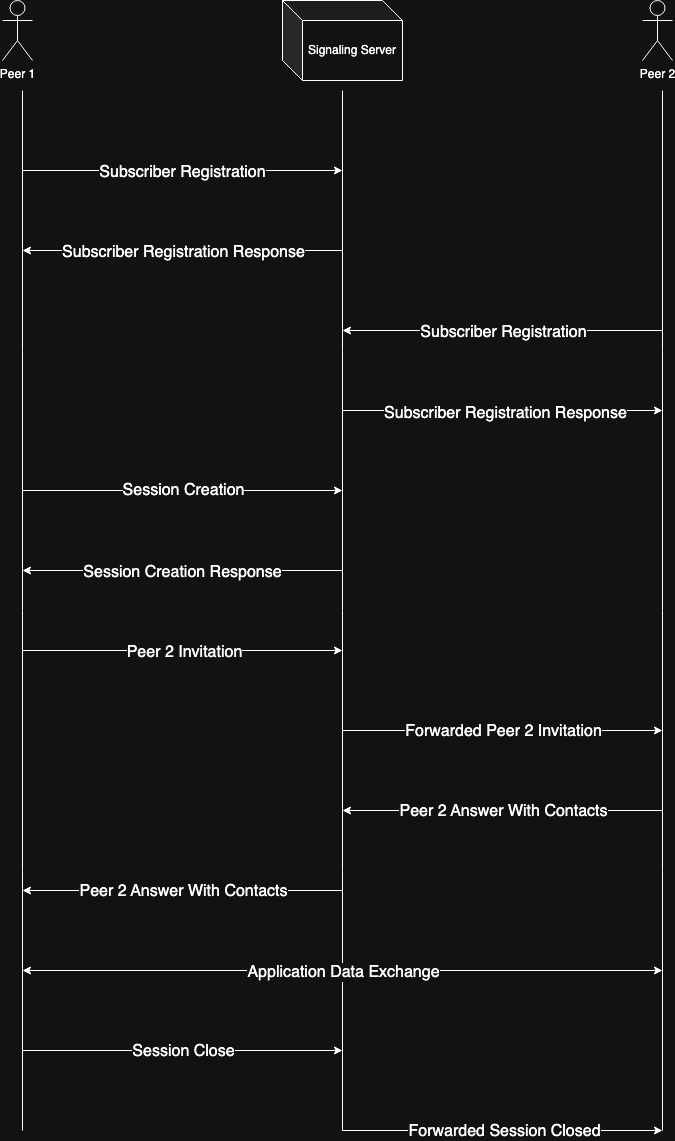 Signaling Server
Peer 1
Peer 2
Subscriber Registration
Subscriber Registration Response
Subscriber Registration
Subscriber Registration Response
Session Creation
Session Creation Response
Peer 2 Invitation
Forwarded Peer 2 Invitation
Peer 2 Answer With Contacts
Peer 2 Answer With Contacts
Application Data Exchange
Session Close
Forwarded Session Closed